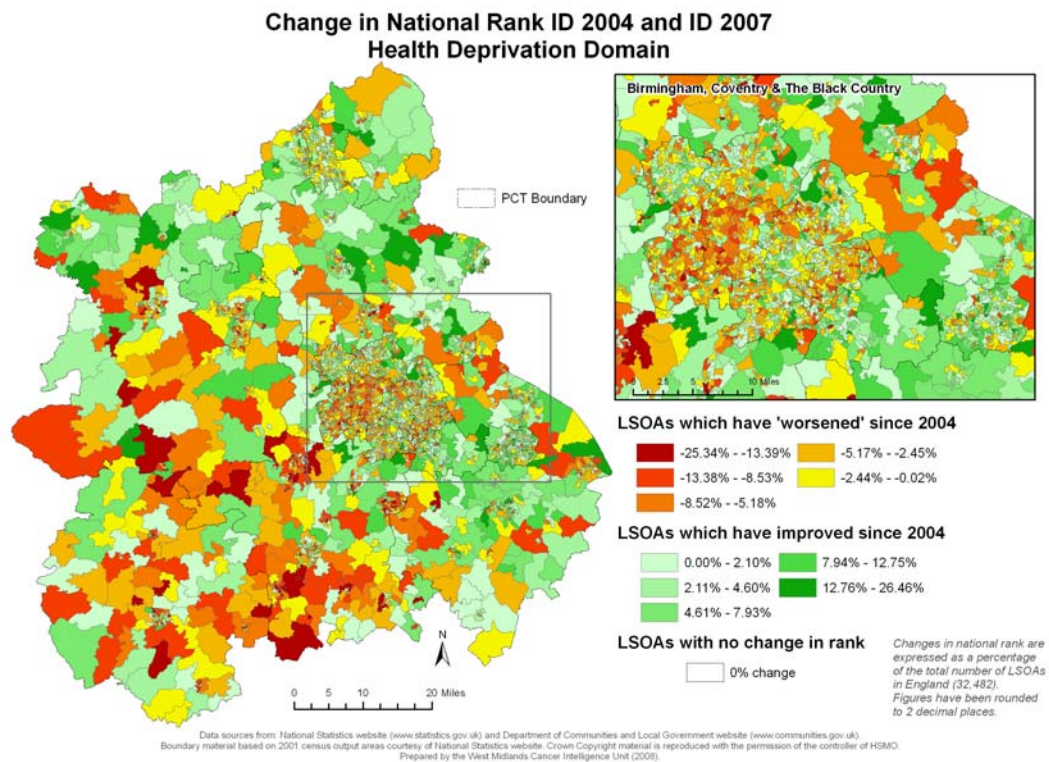 Change in National Rank ID 2004 and ID 2007
Health Deprivation Domain
Birmingham, Coventry & The Black Country
PCT Boundary
0 2.5 5 10 Miles
LSOAs which have 'worsened' since 2004
-25.34% - -13.39%
-5.17% - -2.45%
-13.38% - -8.53%
-2.44% - -0.02%
-8.52% - -5.18%
LSOAs which have improved since 2004
0.00% - 2.10%
7.94% - 12.75%
2.11% - 4.60%
12.76% - 26.46%
4.61% - 7.93%
LSOAs with no change in rank
0% change
Changes in national rank are
expressed as a percentage
of the total number of LSOAs
in England (32,482).
Figures have been rounded
to 2 decimal places.
N
0 5 10 20 Miles
Data sources from: National Statistics website (www.statistics.gov.uk) and Department of Communities and Local Government website (www.communities.gov.uk).
Boundary material based on 2001 census output areas courtesy of National Statistics website. Crown Copyright material is reproduced with the permission of the controller of HSMO.
Prepared by the West Midlands Cancer Intelligence Unit (2008).